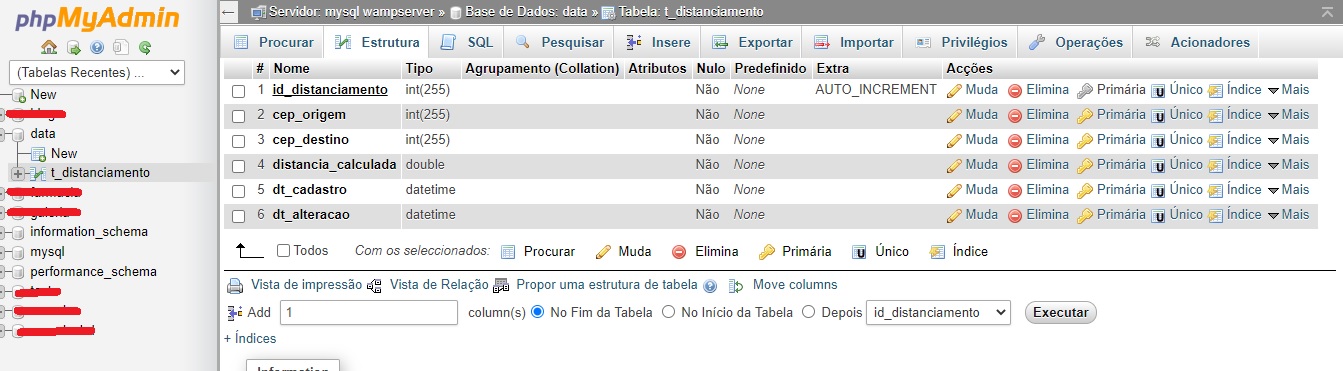 phpMyAdmin
(Tabelas Recentes) ...
New
data
New
t_distanciamento
information_schema
mysql
performance_schema
Servidor: mysql wampserver » Base de Dados: data » Tabela: t_distanciamento
Procurar Estrutura SQL Pesquisar Insere Exportar Importar Privilégios Operações Acionadores
# Nome Tipo Agrupamento (Collation) Atributos Nulo Predefinido Extra Acções
1 id_distanciamento int(255) Não None AUTO_INCREMENT Muda Elimina Primária Único Índice Mais
2 cep_origem int(255) Não None Muda Elimina Primária Único Índice Mais
3 cep_destino int(255) Não None Muda Elimina Primária Único Índice Mais
4 distancia_calculada double Não None Muda Elimina Primária Único Índice Mais
5 dt_cadastro datetime Não None Muda Elimina Primária Único Índice Mais
6 dt_alteracao datetime Não None Muda Elimina Primária Único Índice Mais
Todos Com os seleccionados: Procurar Muda Elimina Primária Único Índice
Vista de impressão Vista de Relação Propor uma estrutura de tabela Move columns
Add 1 column(s) No Fim da Tabela No Início da Tabela Depois id_distanciamento Executar
+ Índices
Information